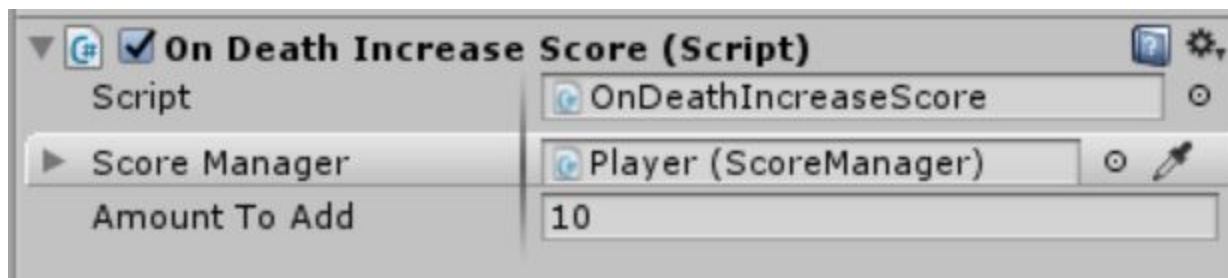 On Death Increase Score (Script)
Script OnDeathIncreaseScore
Score Manager Player (ScoreManager)
Amount To Add 10